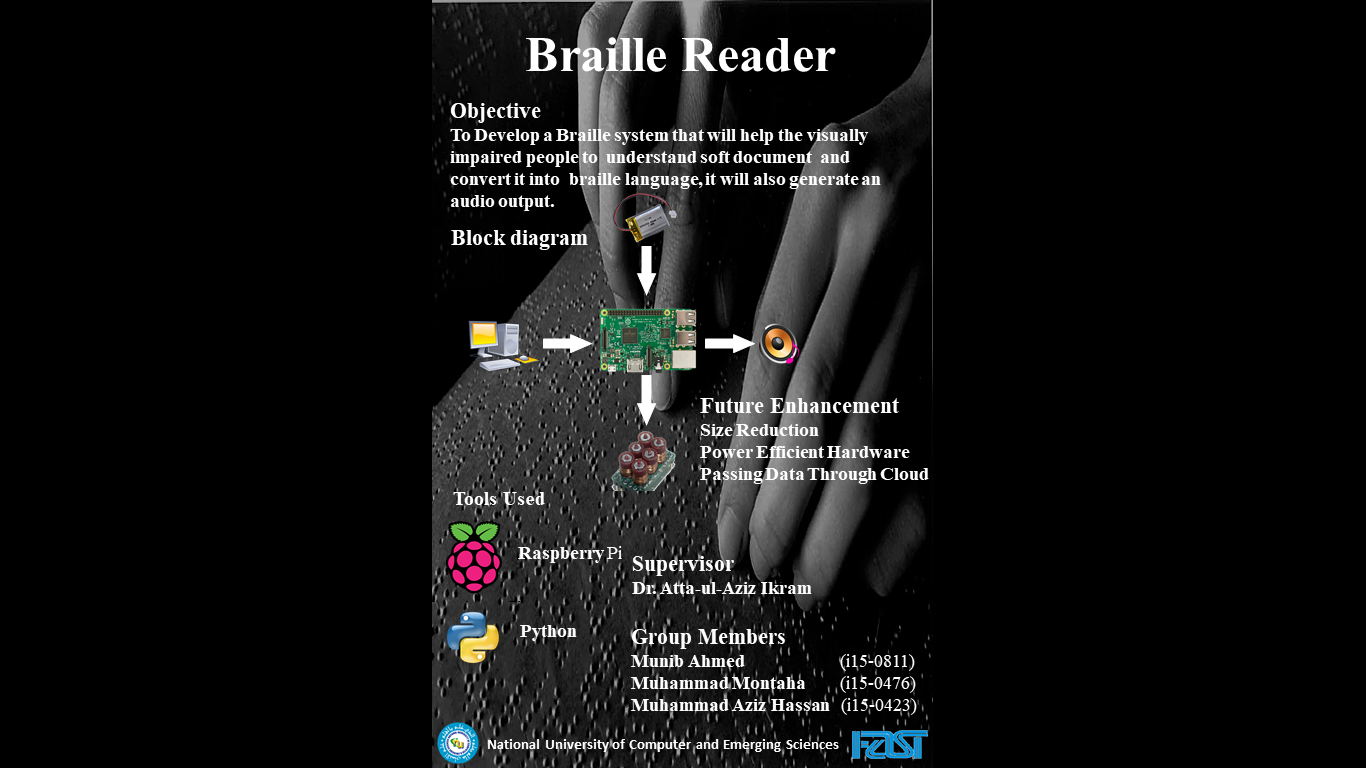 Braille Reader
Objective
To Develop a Braille system that will help the visually
impaired people to understand soft document and
convert it into braille language, it will also generate an
audio output.
Block diagram
Future Enhancement
Size Reduction
Power Efficient Hardware
Passing Data Through Cloud
Tools Used
Raspberry Pi
Python
Supervisor
Dr. Atta-ul-Aziz Ikram
Group Members
Munib Ahmed (i15-0811)
Muhammad Montaha (i15-0476)
Muhammad Aziz Hassan (i15-0423)
National University of Computer and Emerging Sciences
FAST